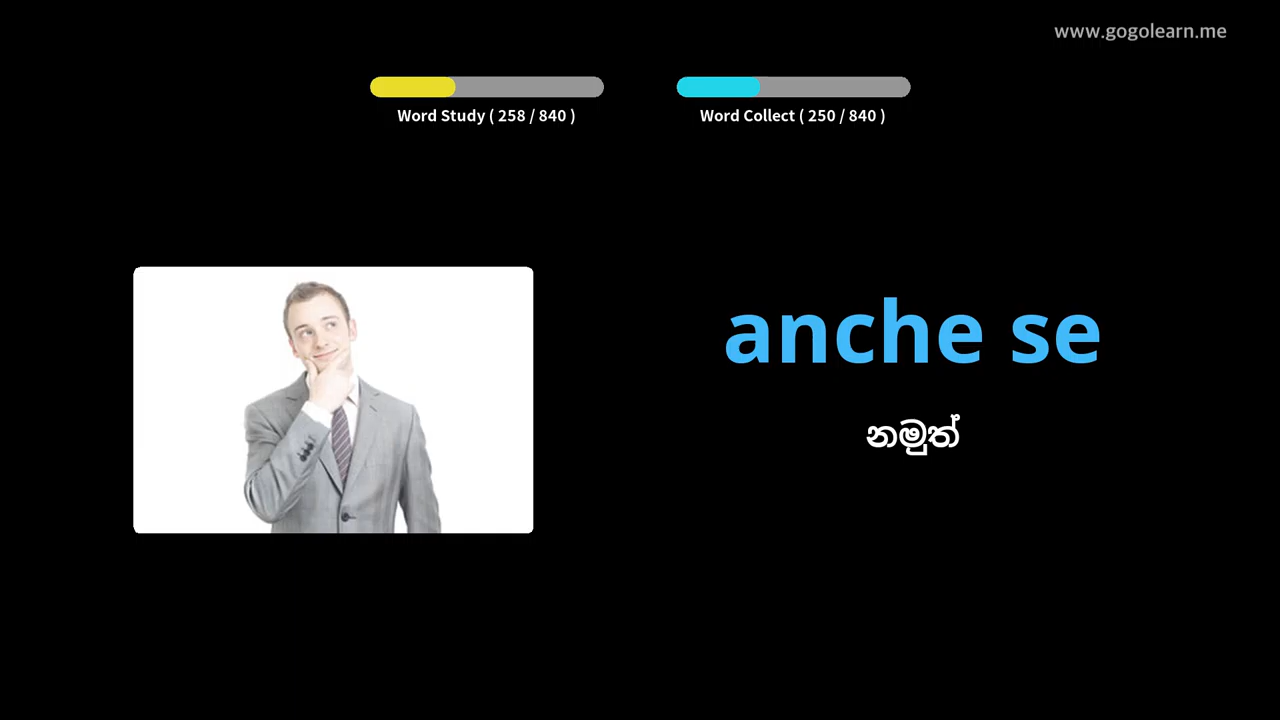 www.gogolearn.me
Word Study ( 258 / 840 )
Word Collect ( 250 / 840 )
anche se
නමුත්